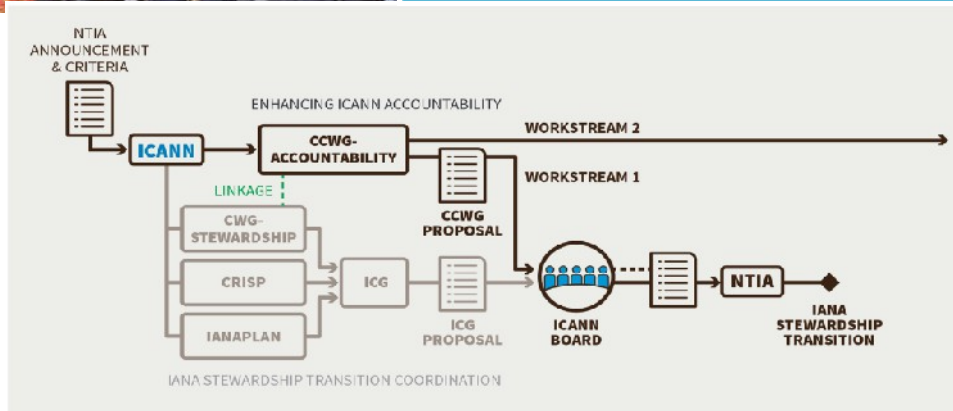 NTIA
ANNOUNCEMENT
& CRITERIA
ENHANCING ICANN ACCOUNTABILITY
ICANN
CCWG-
ACCOUNTABILITY
WORKSTREAM 2
WORKSTREAM 1
LINKAGE
CCWG
PROPOSAL
CWG-
STEWARDSHIP
CRISP
IANAPLAN
ICG
ICG
PROPOSAL
ICANN
BOARD
NTIA
IANA
STEWARDSHIP
TRANSITION
IANA STEWARDSHIP TRANSITION COORDINATION